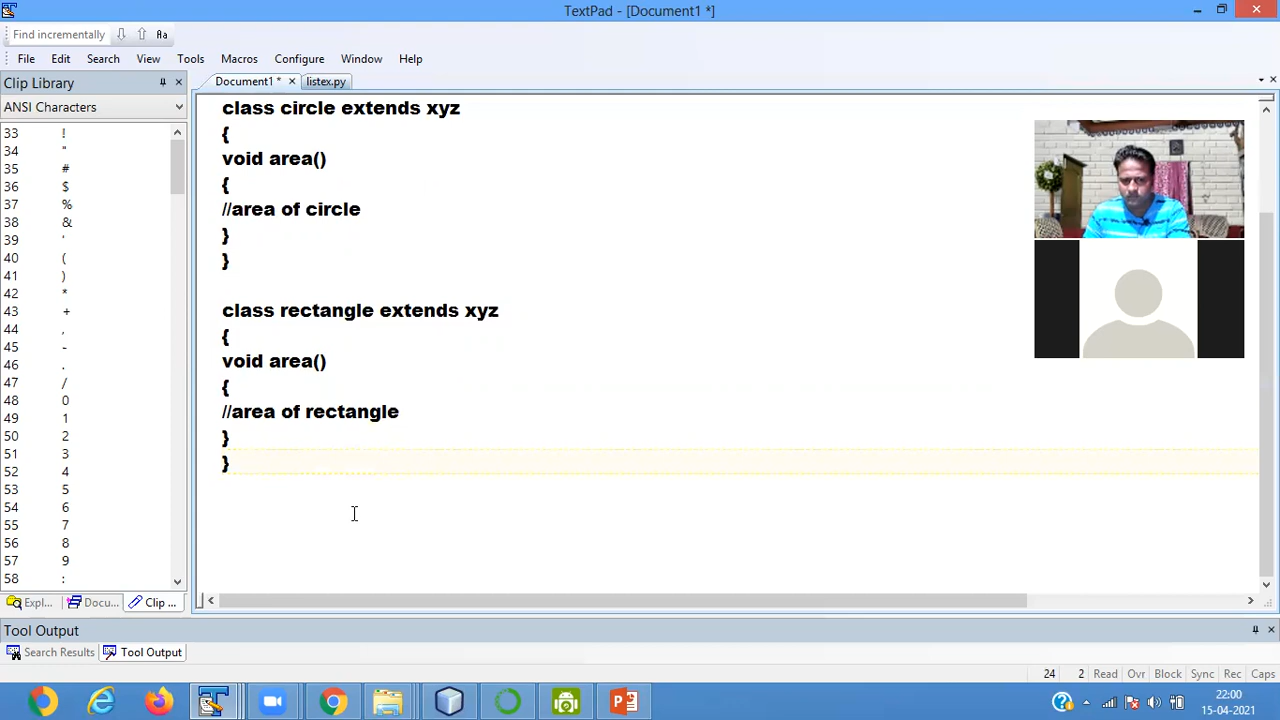 TextPad - [Document1 *]
Find incrementally
Aa
File Edit Search View Tools Macros Configure Window Help
Clip Library
Document1 * listex.py
ANSI Characters
33 !
34 "
35 #
36 $
37 %
38 &
39 '
40 (
41 )
42 *
43 +
44 ,
45 -
46 .
47 /
48 0
49 1
50 2
51 3
52 4
53 5
54 6
55 7
56 8
57 9
58 :
class circle extends xyz
{
void area()
{
//area of circle
}
}
class rectangle extends xyz
{
void area()
{
//area of rectangle
}
}
Expl... Docu... Clip ...
Tool Output
Search Results Tool Output
24 2 Read Ovr Block Sync Rec Caps
22:00
15-04-2021